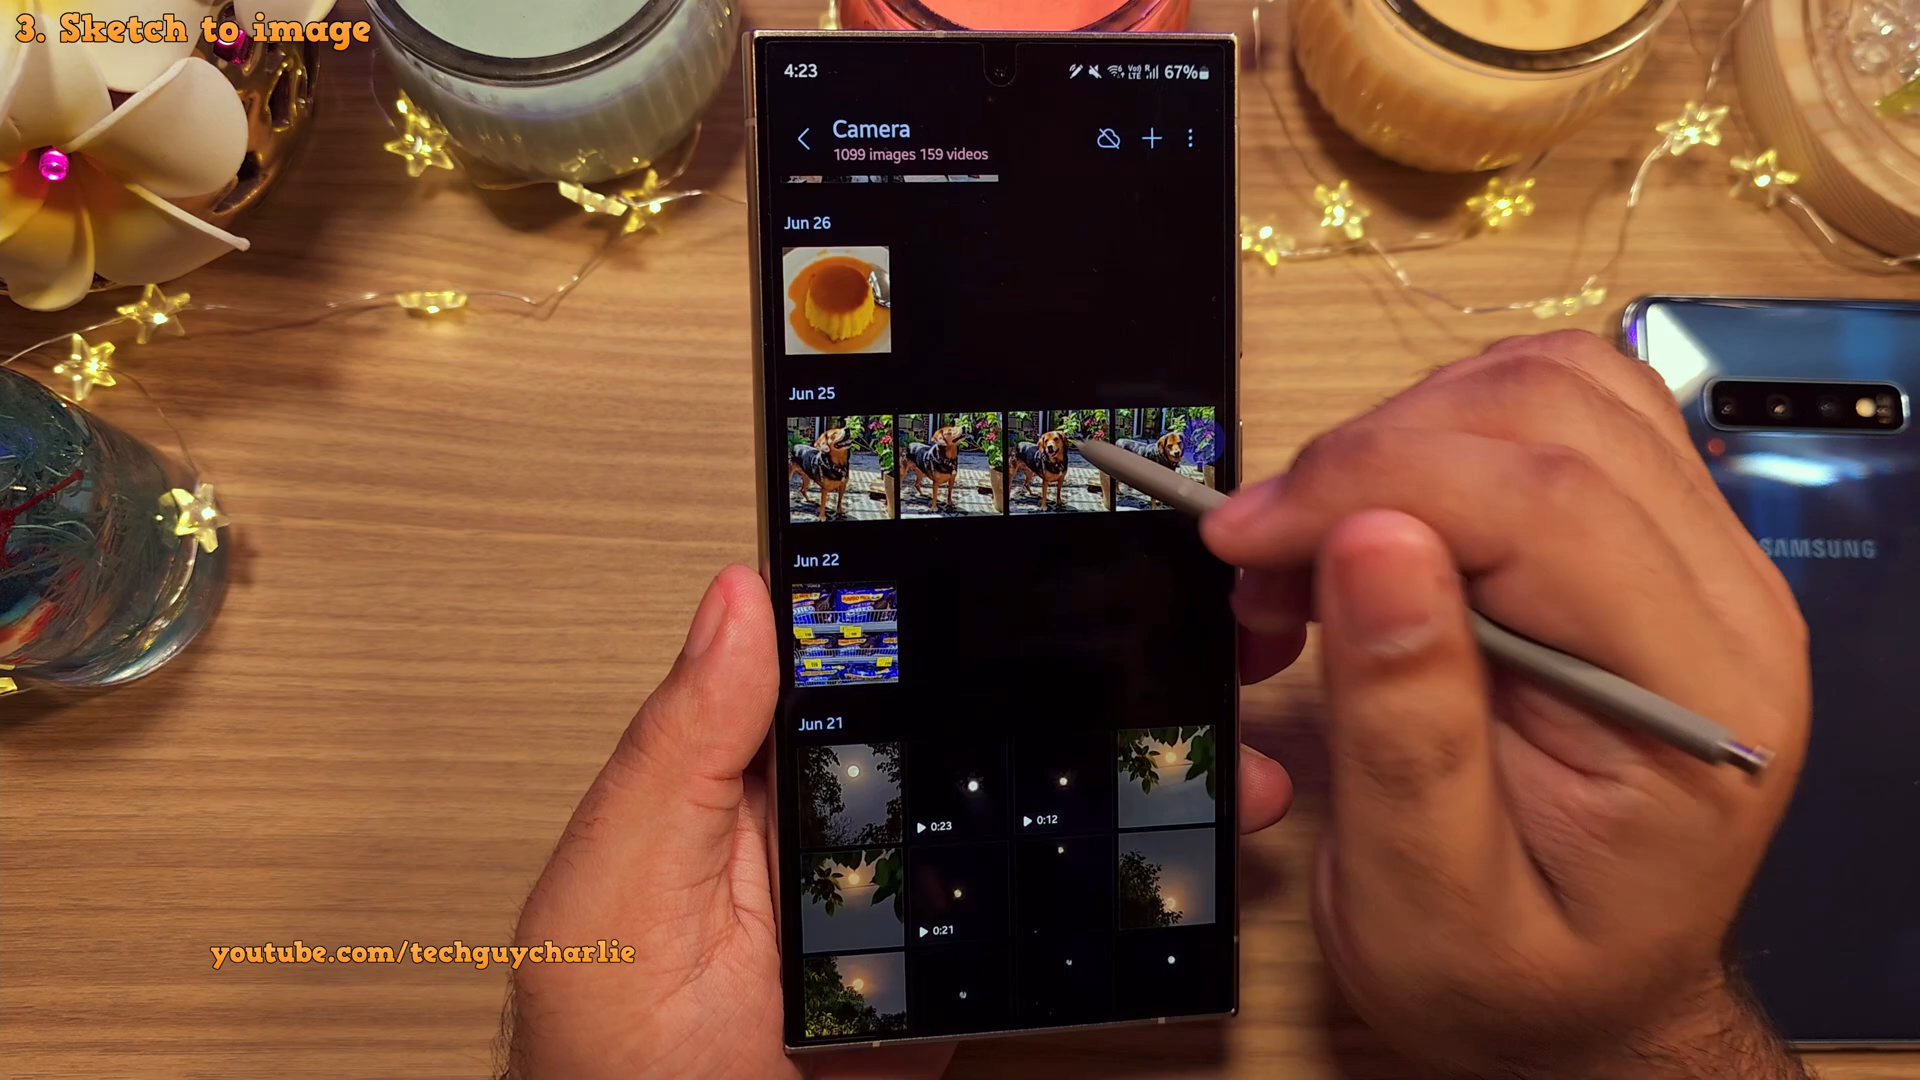 3. Sketch to image
4:23
67%
Camera
1099 images 159 videos
Jun 26
Jun 25
Jun 22
Jun 21
0:23
0:12
0:21
SAMSUNG
youtube.com/techguycharlie